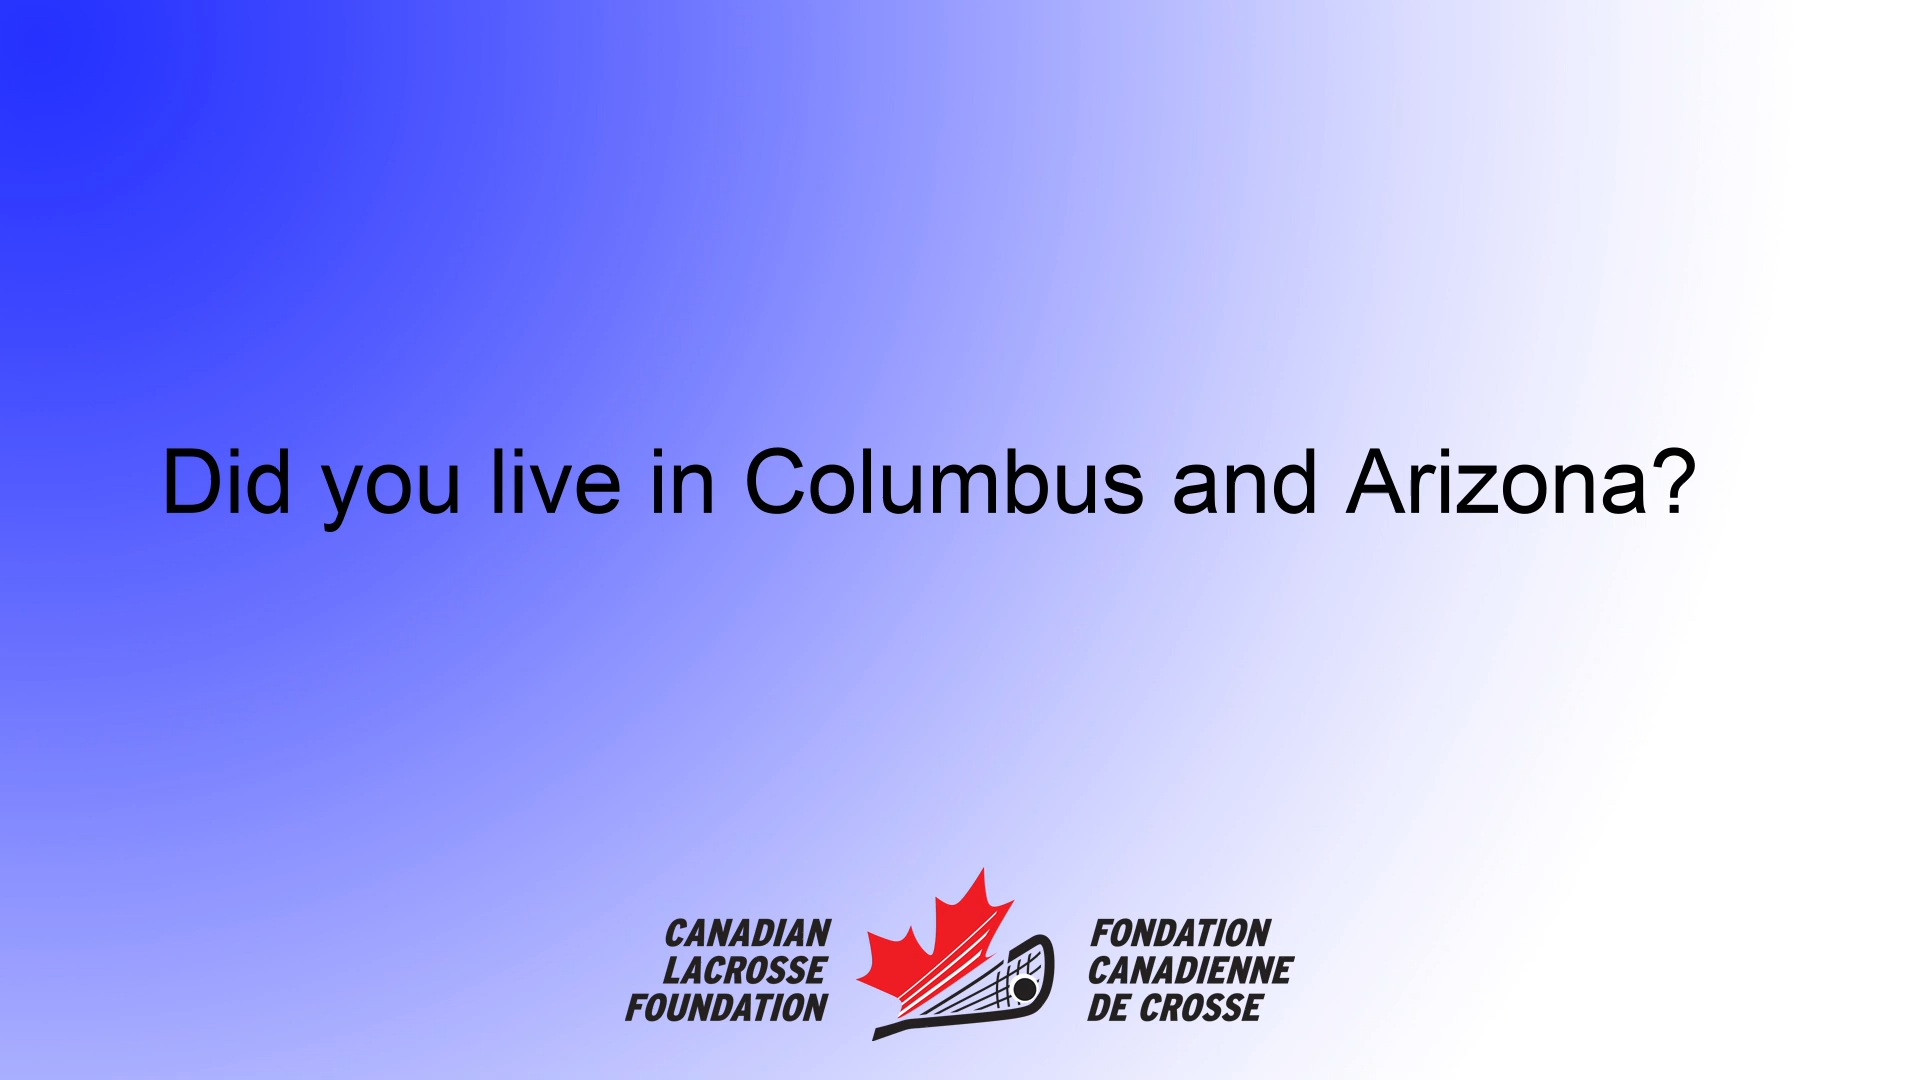 Did you live in Columbus and Arizona?
CANADIAN
LACROSSE
FOUNDATION
FONDATION
CANADIENNE
DE CROSSE